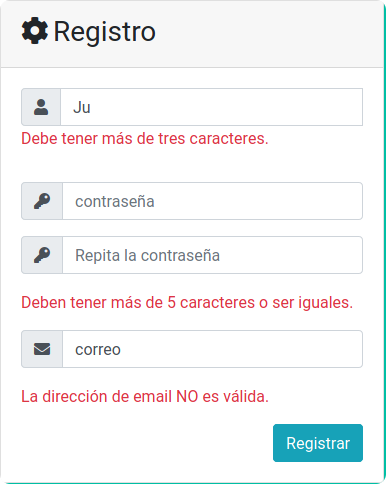 Registro
Ju
Debe tener más de tres caracteres.
contraseña
Repita la contraseña
Deben tener más de 5 caracteres o ser iguales.
correo
La dirección de email NO es válida.
Registrar